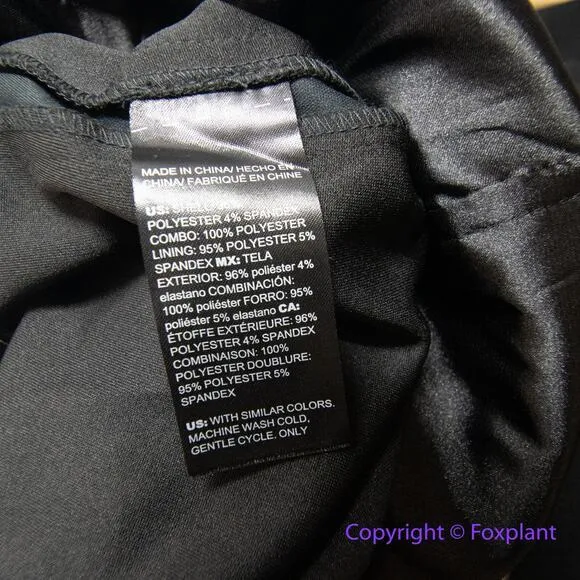 MADE IN CHINA/ HECHO EN
CHINA/ FABRIQUÉ EN CHINE
US:
POLYESTER 4% SPANDEX
COMBO: 100% POLYESTER
LINING: 95% POLYESTER 5%
SPANDEX MX: TELA
EXTERIOR: 96% poliéster 4%
elastano COMBINACIÓN:
100% poliéster FORRO: 95%
poliéster 5% elastano CA:
ÉTOFFE EXTÉRIEURE: 96%
POLYESTER 4% SPANDEX
COMBINAISON: 100%
POLYESTER DOUBLURE:
95% POLYESTER 5%
SPANDEX
US: WITH SIMILAR COLORS.
MACHINE WASH COLD,
GENTLE CYCLE, ONLY
Copyright © Foxplant